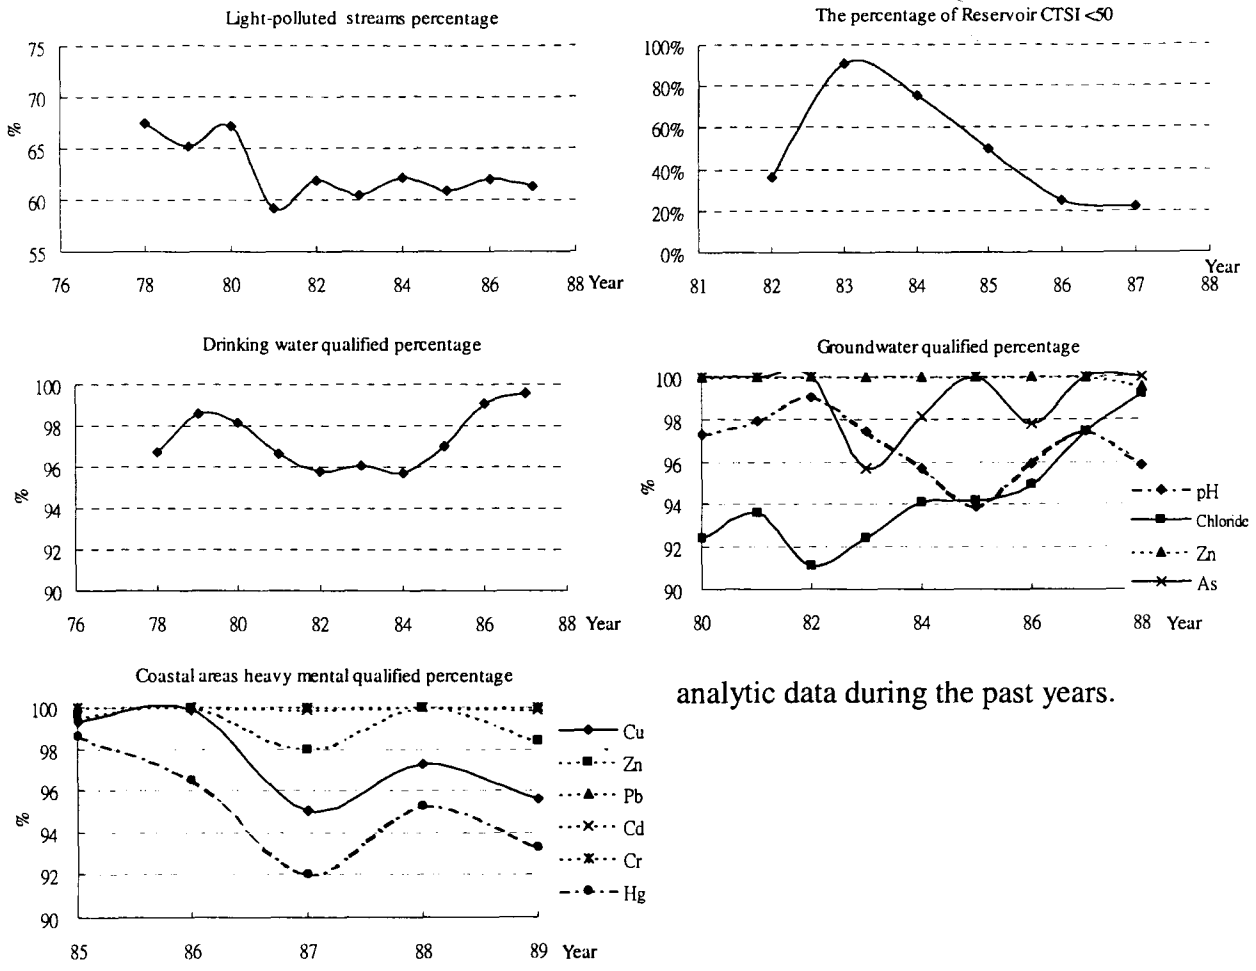 Light-polluted streams percentage
75
70
65
60
55
%
76 78 80 82 84 86 88 Year
The percentage of Reservoir CTSI <50
100%
80%
60%
40%
20%
0%
Year
81 82 83 84 85 86 87 88
Drinking water qualified percentage
100
98
96
94
92
90
%
76 78 80 82 84 86 88 Year
Groundwater qualified percentage
100
98
96
94
92
90
%
80 82 84 86 88 Year
pH
Chloride
Zn
As
Coastal areas heavy mental qualified percentage
100
98
96
94
92
90
%
85 86 87 88 89 Year
Cu
Zn
Pb
Cd
Cr
Hg
analytic data during the past years.